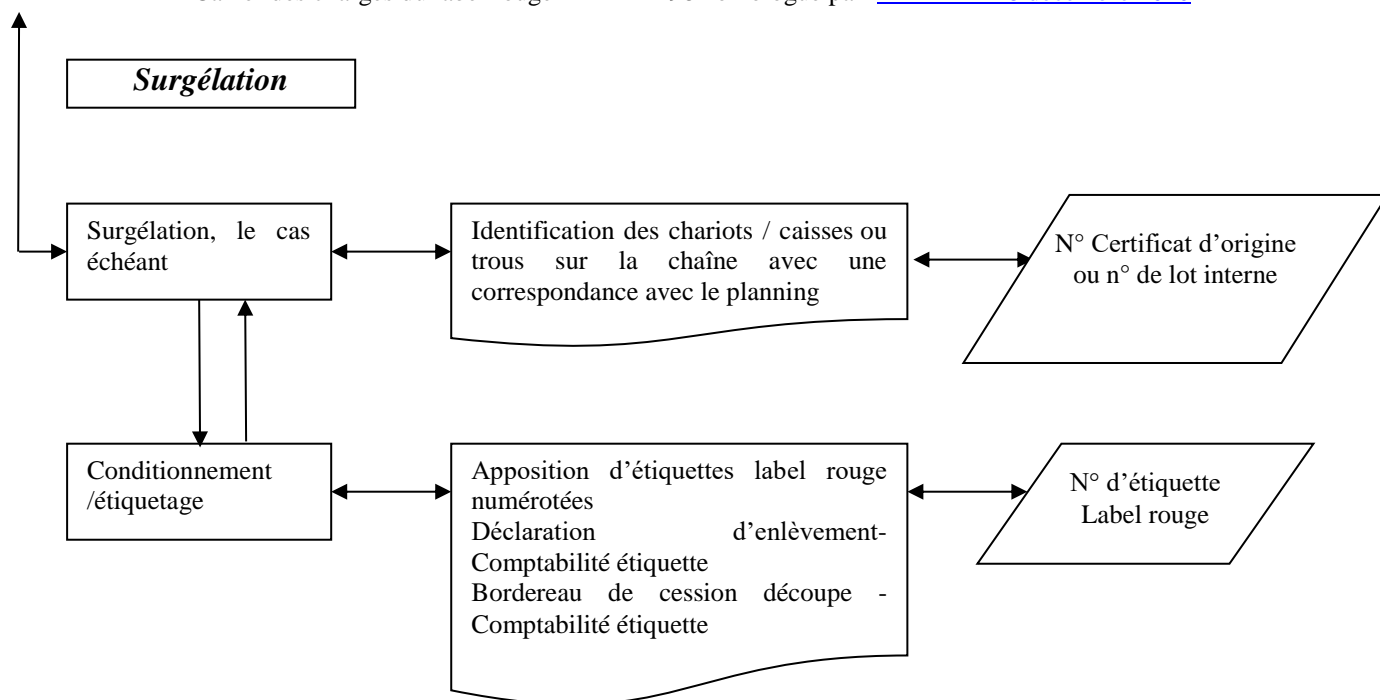 Surgélation
Surgélation, le cas
échéant
Identification des chariots / caisses ou
trous sur la chaîne avec une
correspondance avec le planning
N° Certificat d'origine
ou n° de lot interne
Conditionnement
/étiquetage
Apposition d'étiquettes label rouge
numérotées
Déclaration d'enlèvement-
Comptabilité étiquette
Bordereau de cession découpe -
Comptabilité étiquette
N° d'étiquette
Label rouge